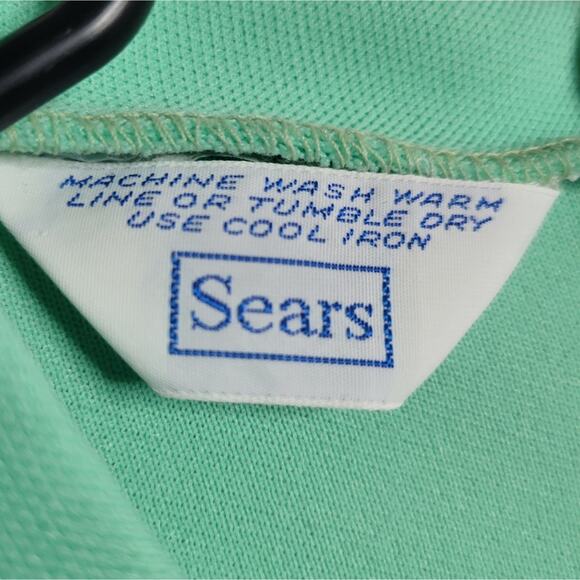 MACHINE WASH WARM
LINE OR TUMBLE DRY
USE COOL IRON
Sears